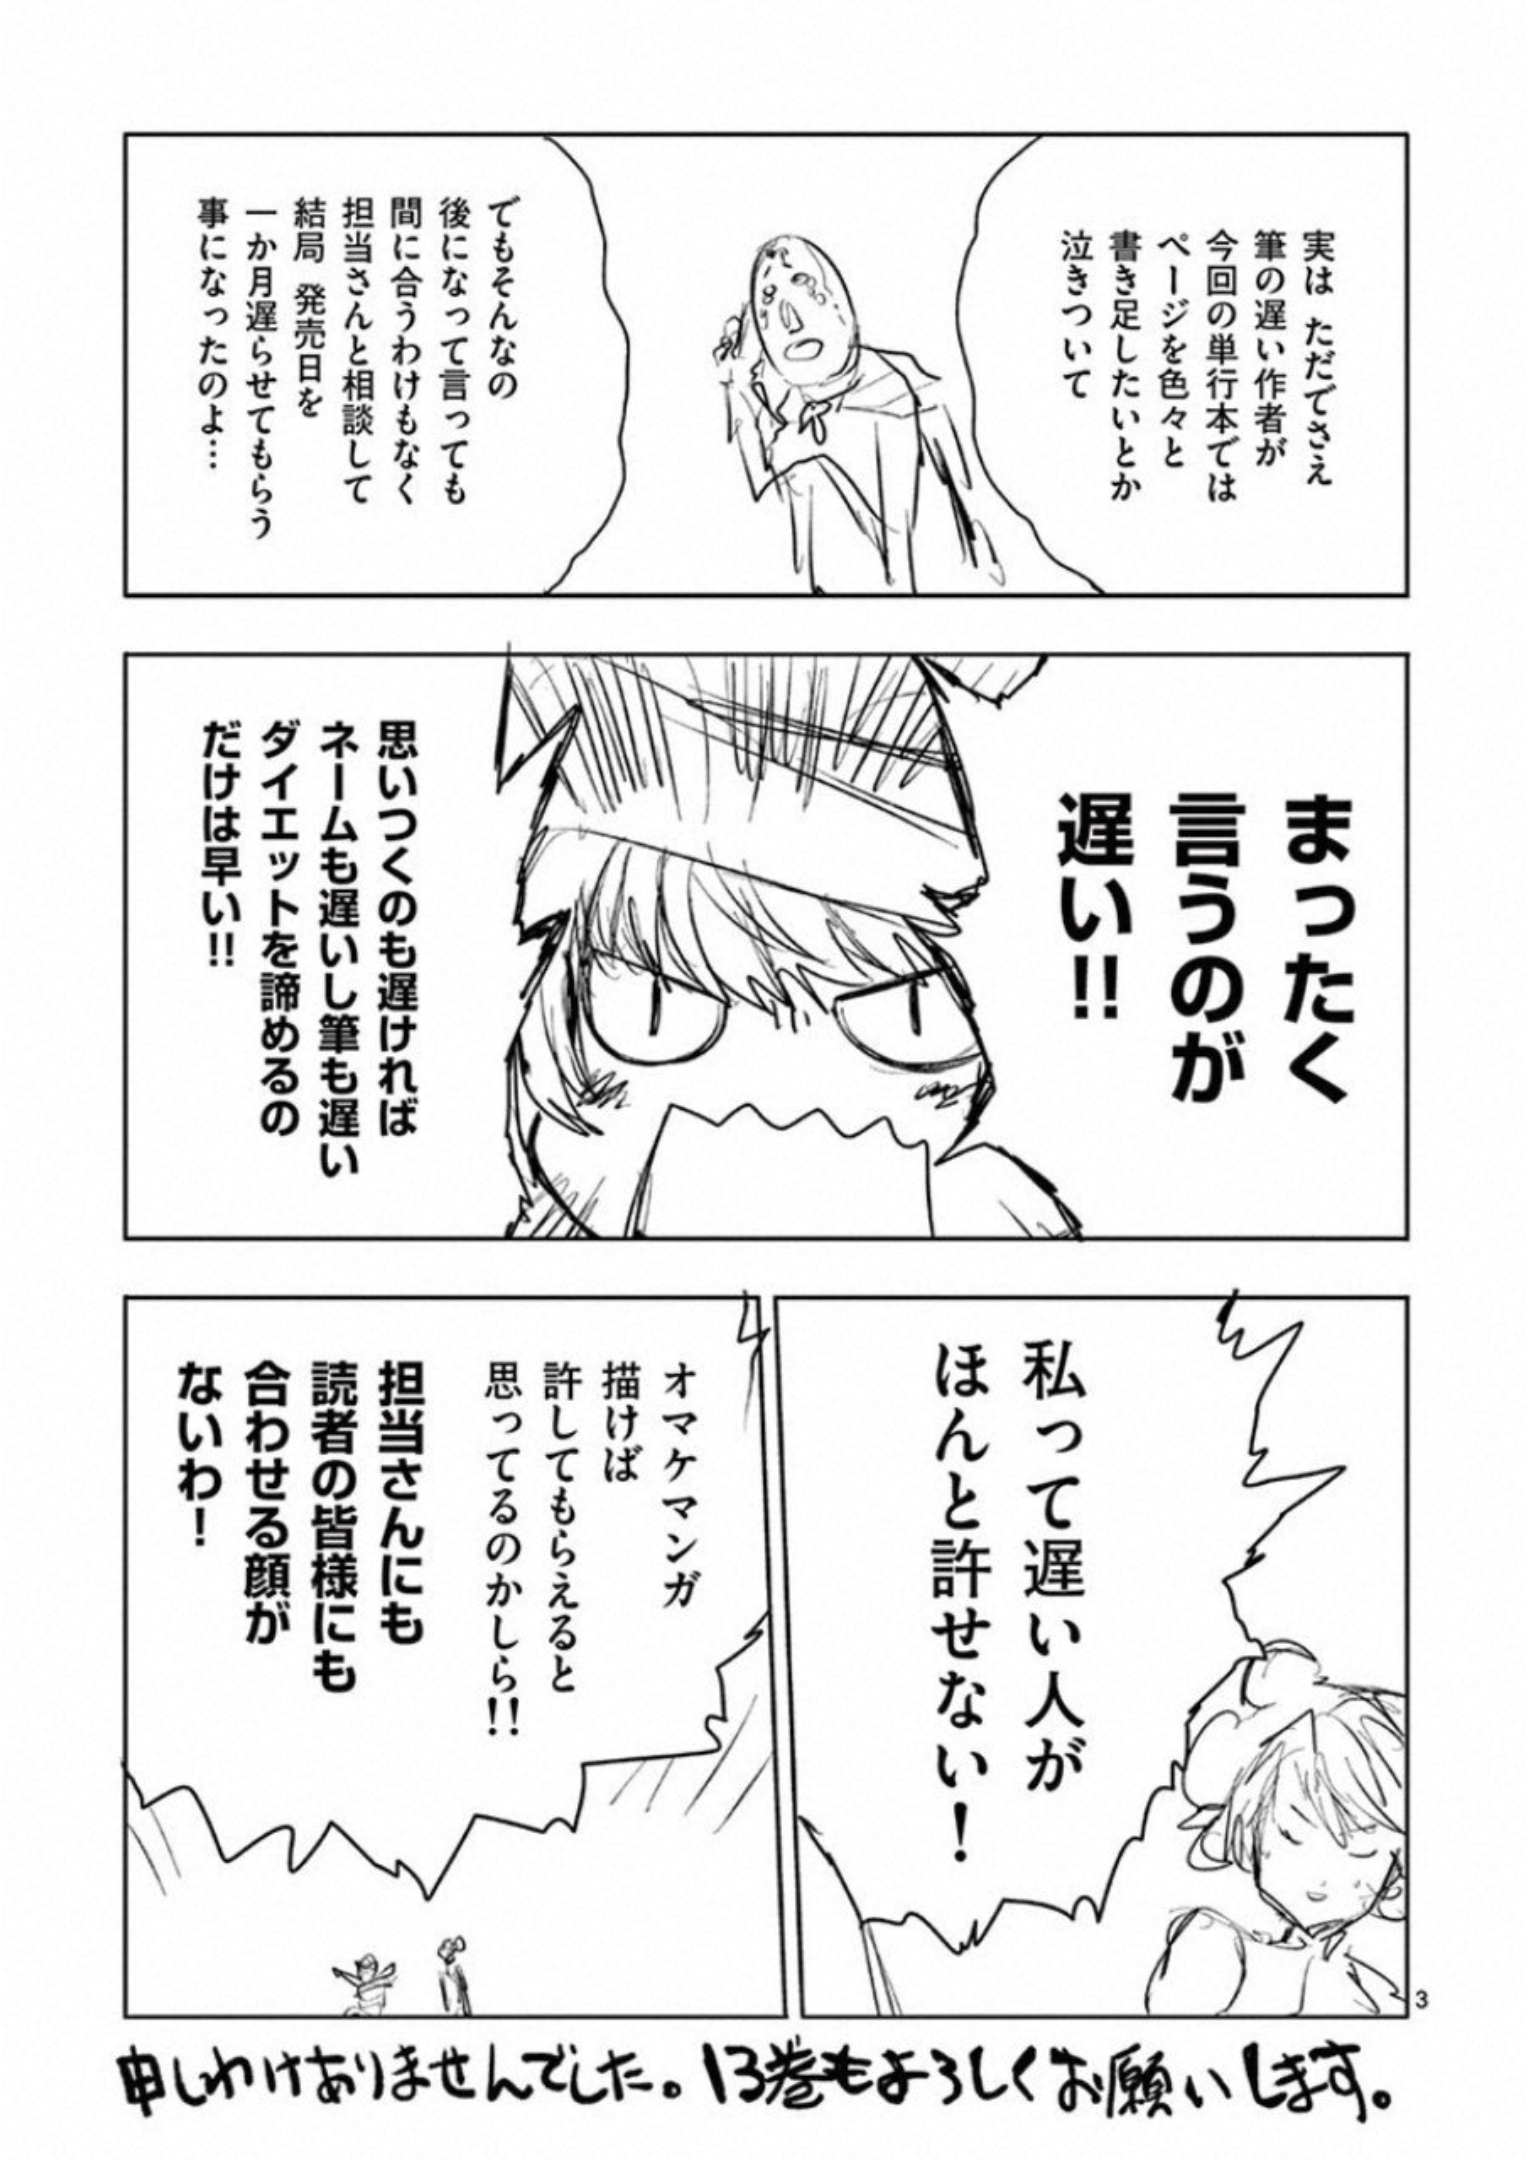 実は ただでさえ
筆の遅い作者が
今回の単行本では
ページを色々と
書き足したいとか
泣きついて
でもそんなの
後になって言っても
間に合うわけもなく
担当さんと相談して
結局 発売日を
一か月遅らせてもらう
事になったのよ…
まったく
言うのが
遅い!!
思いつくのも遅ければ
ネームも遅いし筆も遅い
ダイエットを諦めるの
だけは早い!!
私って遅い人が
ほんと許せない!
オマケマンガ
描けば
許してもらえると
思ってるのかしら!!
担当さんにも
読者の皆様にも
合わせる顔が
ないわ!
3
申しわけありませんでした。13巻もよろしくお願いします。